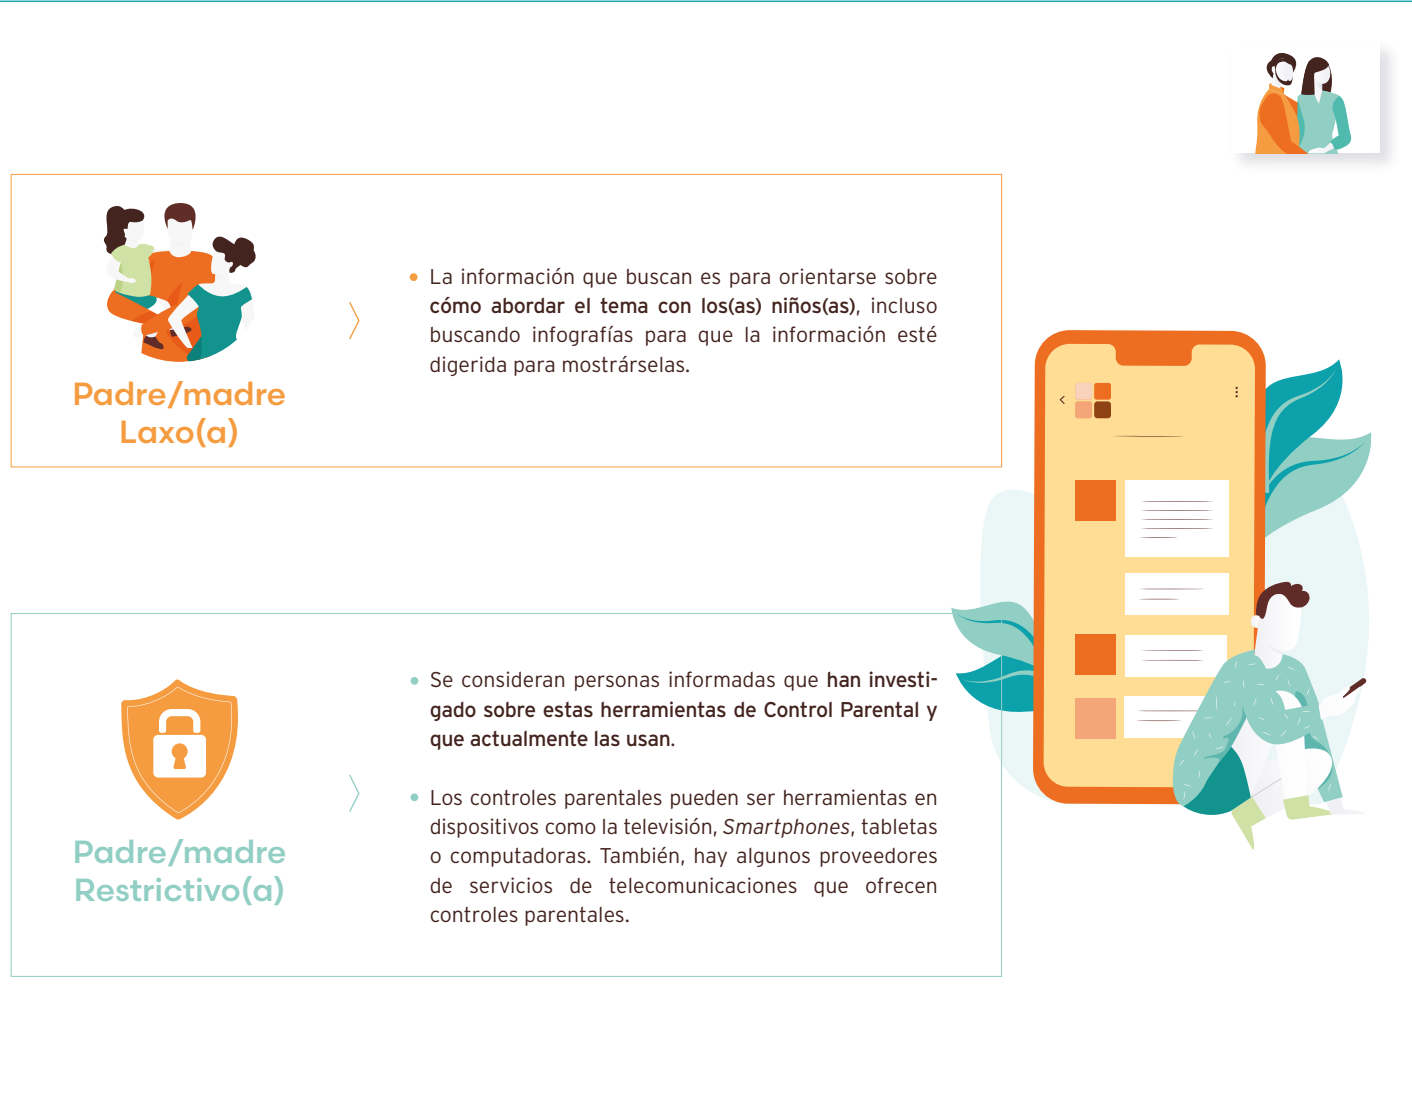 Padre/madre
Laxo(a)
• La información que buscan es para orientarse sobre
cómo abordar el tema con los(as) niños(as), incluso
buscando infografías para que la información esté
digerida para mostrárselas.
Padre/madre
Restrictivo(a)
• Se consideran personas informadas que han investi-
gado sobre estas herramientas de Control Parental y
que actualmente las usan.
• Los controles parentales pueden ser herramientas en
dispositivos como la televisión, Smartphones, tabletas
o computadoras. También, hay algunos proveedores
de servicios de telecomunicaciones que ofrecen
controles parentales.